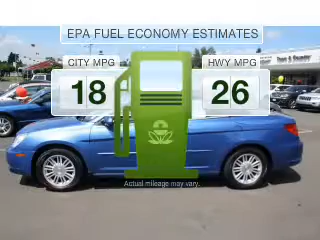 EPA FUEL ECONOMY ESTIMATES
CITY MPG
HWY MPG
18
26
Actual mileage may vary.